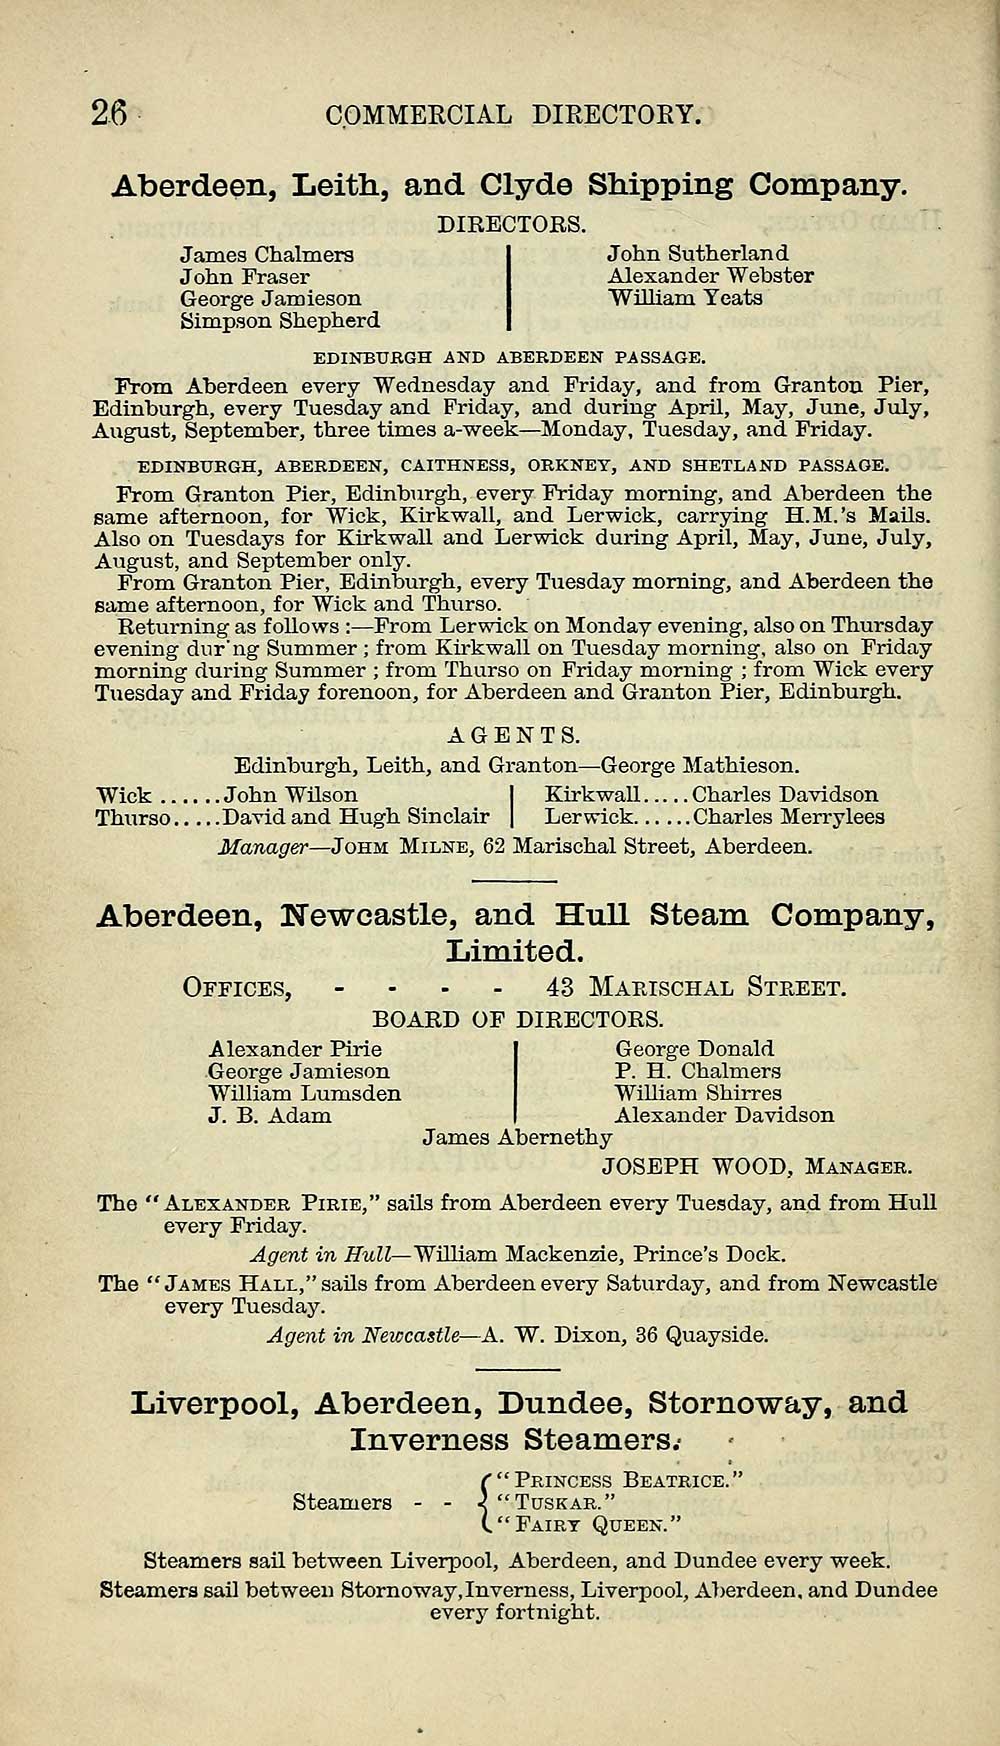 26 COMMERCIAL DIRECTORY.
Aberdeen, Leith, and Clyde Shipping Company.
DIRECTORS.
James Chalmers
John Fraser
George Jamieson
Simpson Shepherd
John Sutherland
Alexander Webster
William Yeats
EDINBURGH AND ABERDEEN PASSAGE.
From Aberdeen every Wednesday and Friday, and from Granton Pier,
Edinburgh, every Tuesday and Friday, and during April, May, June, July,
August, September, three times a-week—Monday, Tuesday, and Friday.
EDINBURGH, ABERDEEN, CAITHNESS, ORKNEY, AND SHETLAND PASSAGE.
From Granton Pier, Edinburgh, every Friday morning, and Aberdeen the
same afternoon, for Wick, Kirkwall, and Lerwick, carrying H.M.'s Mails.
Also on Tuesdays for Kirkwall and Lerwick during April, May, June, July,
August, and September only.
From Granton Pier, Edinburgh, every Tuesday morning, and Aberdeen the
same afternoon, for Wick and Thurso.
Returning as follows :—From Lerwick on Monday evening, also on Thursday
evening dur'ng Summer ; from Kirkwall on Tuesday morning, also on Friday
morning during Summer ; from Thurso on Friday morning ; from Wick every
Tuesday and Friday forenoon, for Aberdeen and Granton Pier, Edinburgh.
AGENTS.
Edinburgh, Leith, and Granton—George Mathieson.
Wick ......John Wilson
Thurso.....David and Hugh Sinclair
Kirkwall.....Charles Davidson
Lerwick......Charles Merrylees
Manager—JOHM MILNE, 62 Marischal Street, Aberdeen.
Aberdeen, Newcastle, and Hull Steam Company,
Limited.
OFFICES, - - - - 43 MARISCHAL STREET.
BOARD OF DIRECTORS.
Alexander Pirie
George Jamieson
William Lumsden
J. B. Adam
George Donald
P. H. Chalmers
William Shirres
Alexander Davidson
James Abernethy
JOSEPH WOOD, MANAGER.
The "ALEXANDER PIRIE," sails from Aberdeen every Tuesday, and from Hull
every Friday.
Agent in Hull—William Mackenzie, Prince's Dock.
The "JAMES HALL," sails from Aberdeen every Saturday, and from Newcastle
every Tuesday.
Agent in Newcastle—A. W. Dixon, 36 Quayside.
Liverpool, Aberdeen, Dundee, Stornoway, and
Inverness Steamers.
Steamers - - { "PRINCESS BEATRICE."
"TUSKAR."
"FAIRY QUEEN."
Steamers sail between Liverpool, Aberdeen, and Dundee every week.
Steamers sail between Stornoway, Inverness, Liverpool, Aberdeen, and Dundee
every fortnight.